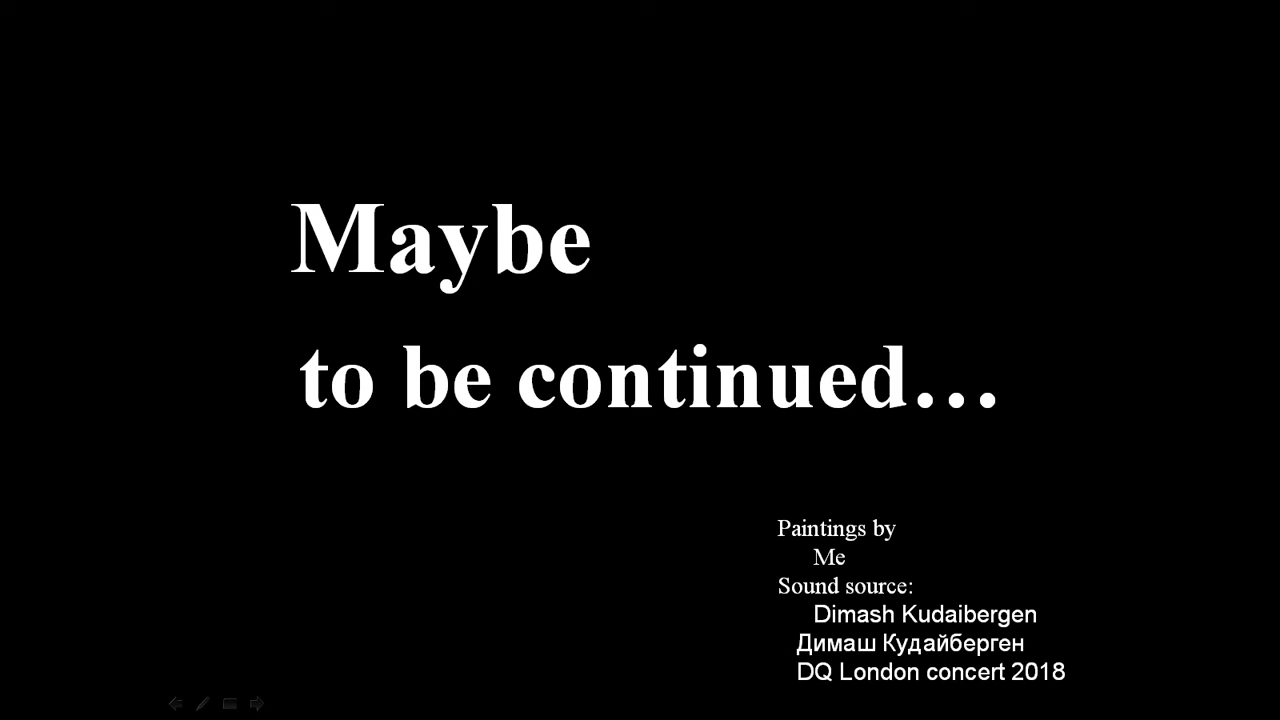 Maybe
to be continued...
Paintings by
Me
Sound source:
Dimash Kudaibergen
Димаш Кудайберген
DQ London concert 2018